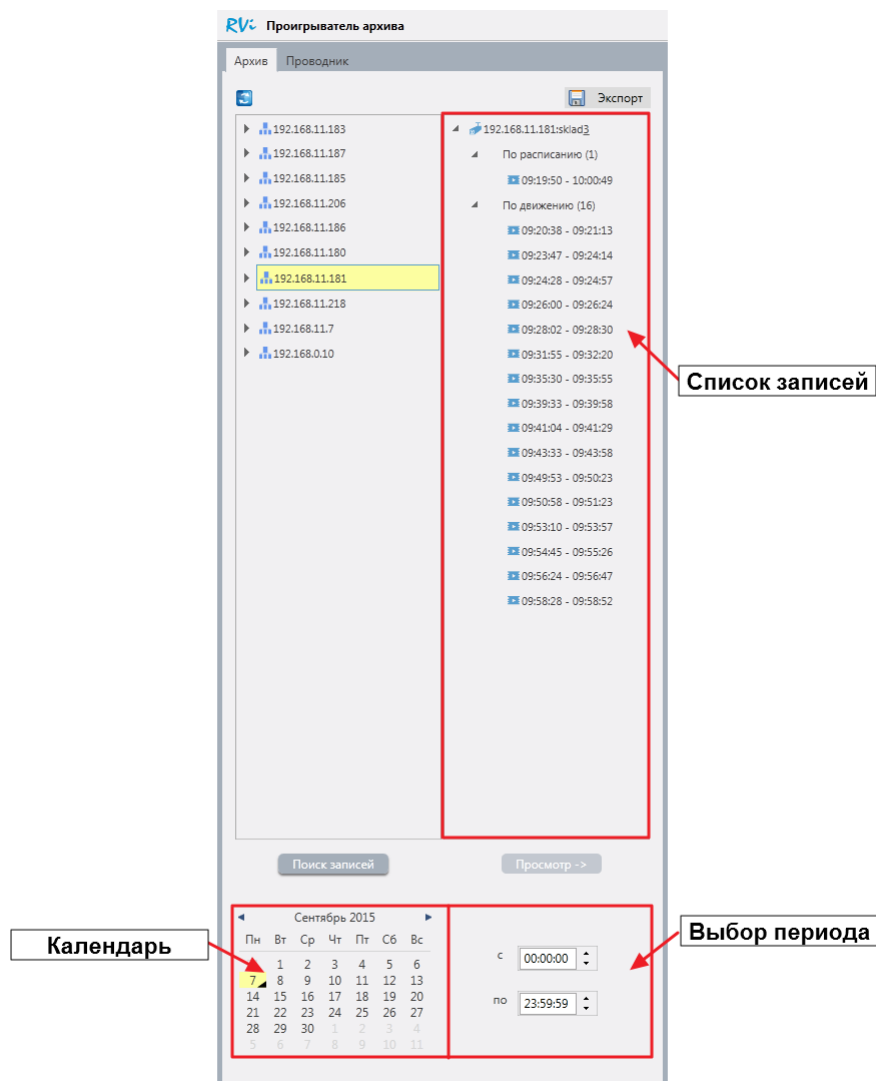 RVi Проигрыватель архива
Архив Проводник
Экспорт
192.168.11.183
192.168.11.187
192.168.11.185
192.168.11.206
192.168.11.186
192.168.11.180
192.168.11.181
192.168.11.218
192.168.11.7
192.168.0.10
192.168.11.181:sklad3
По расписанию (1)
09:19:50 - 10:00:49
По движению (16)
09:20:38 - 09:21:13
09:23:47 - 09:24:14
09:24:28 - 09:24:57
09:26:00 - 09:26:24
09:28:02 - 09:28:30
09:31:55 - 09:32:20
09:35:30 - 09:35:55
09:39:33 - 09:39:58
09:41:04 - 09:41:29
09:43:33 - 09:43:58
09:49:53 - 09:50:23
09:50:58 - 09:51:23
09:53:10 - 09:53:57
09:54:45 - 09:55:26
09:56:24 - 09:56:47
09:58:28 - 09:58:52
Список записей
Поиск записей
Просмотр ->
Календарь
Сентябрь 2015
Пн Вт Ср Чт Пт Сб Вс
1 2 3 4 5 6
7 8 9 10 11 12 13
14 15 16 17 18 19 20
21 22 23 24 25 26 27
28 29 30 1 2 3 4
5 6 7 8 9 10 11
с 00:00:00
по 23:59:59
Выбор периода